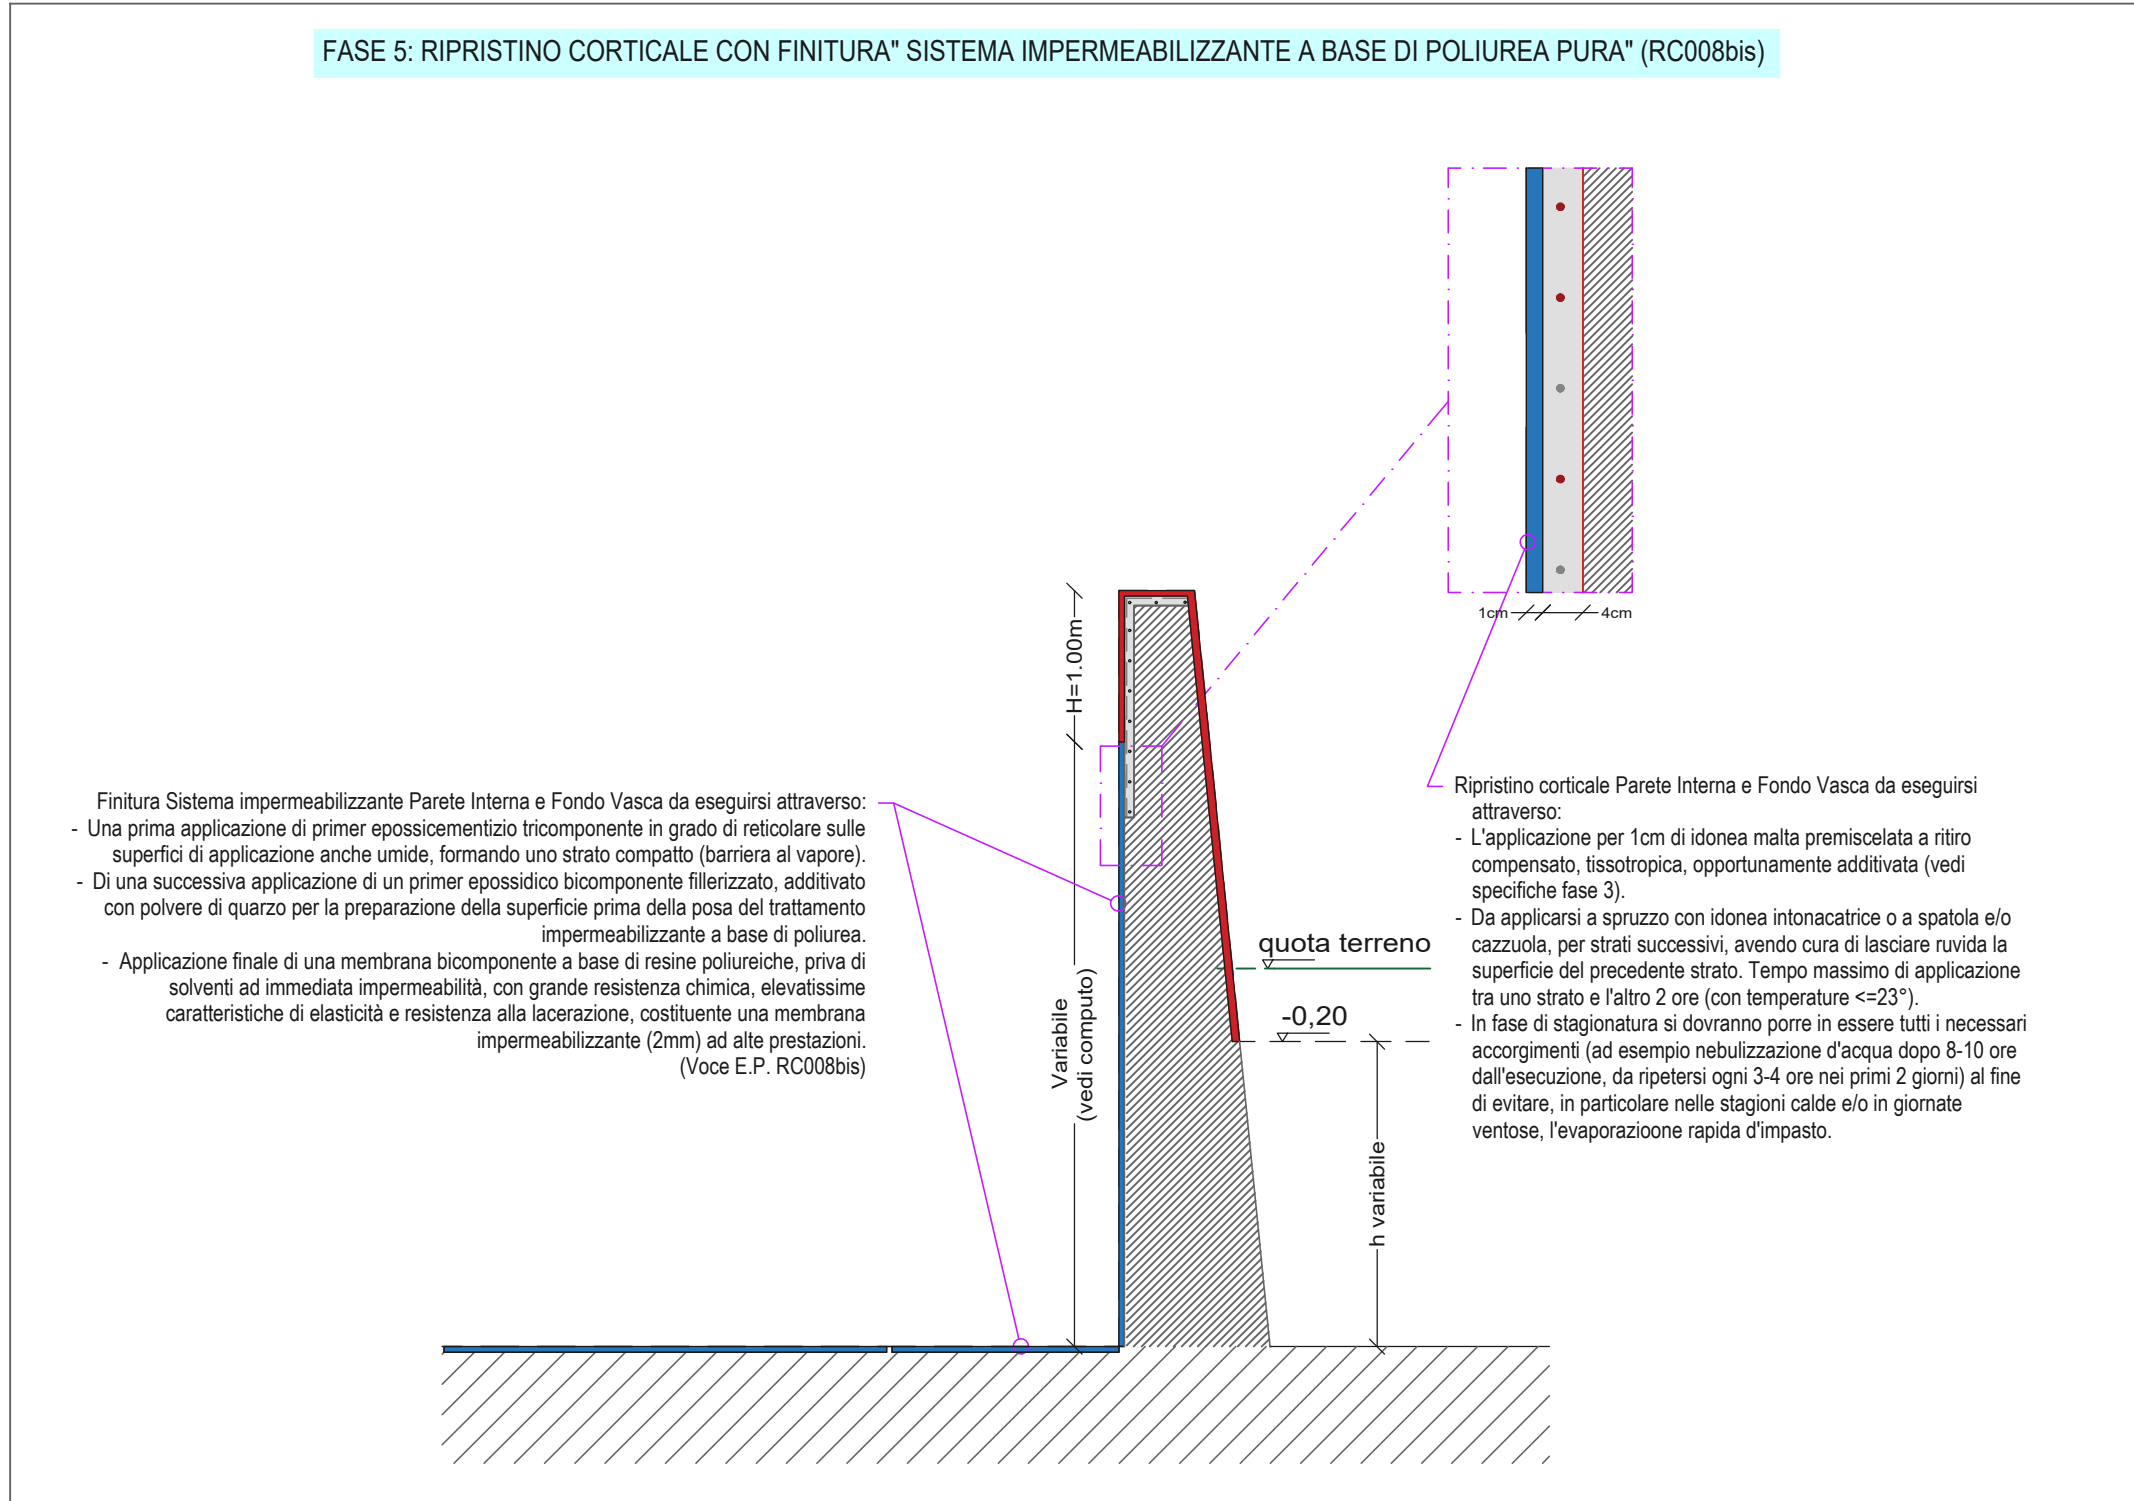 FASE 5: RIPRISTINO CORTICALE CON FINITURA" SISTEMA IMPERMEABILIZZANTE A BASE DI POLIUREA PURA" (RC008bis)
1cm
4cm
H=1.00m
Finitura Sistema impermeabilizzante Parete Interna e Fondo Vasca da eseguirsi attraverso:
- Una prima applicazione di primer epossicementizio tricomponente in grado di reticolare sulle
superfici di applicazione anche umide, formando uno strato compatto (barriera al vapore).
- Di una successiva applicazione di un primer epossidico bicomponente fillerizzato, additivato
con polvere di quarzo per la preparazione della superficie prima della posa del trattamento
impermeabilizzante a base di poliurea.
- Applicazione finale di una membrana bicomponente a base di resine poliureiche, priva di
solventi ad immediata impermeabilità, con grande resistenza chimica, elevatissime
caratteristiche di elasticità e resistenza alla lacerazione, costituente una membrana
impermeabilizzante (2mm) ad alte prestazioni.
(Voce E.P. RC008bis)
Variabile
(vedi computo)
quota terreno
-0,20
h variabile
Ripristino corticale Parete Interna e Fondo Vasca da eseguirsi
attraverso:
- L'applicazione per 1cm di idonea malta premiscelata a ritiro
compensato, tissotropica, opportunamente additivata (vedi
specifiche fase 3).
- Da applicarsi a spruzzo con idonea intonacatrice o a spatola e/o
cazzuola, per strati successivi, avendo cura di lasciare ruvida la
superficie del precedente strato. Tempo massimo di applicazione
tra uno strato e l'altro 2 ore (con temperature <=23°).
- In fase di stagionatura si dovranno porre in essere tutti i necessari
accorgimenti (ad esempio nebulizzazione d'acqua dopo 8-10 ore
dall'esecuzione, da ripetersi ogni 3-4 ore nei primi 2 giorni) al fine
di evitare, in particolare nelle stagioni calde e/o in giornate
ventose, l'evaporazioone rapida d'impasto.